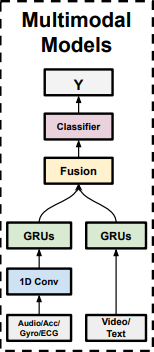 Multimodal
Models
Y
Classifier
Fusion
GRUs GRUs
1D Conv
Audio/Acc/
Gyro/ECG
Video/
Text